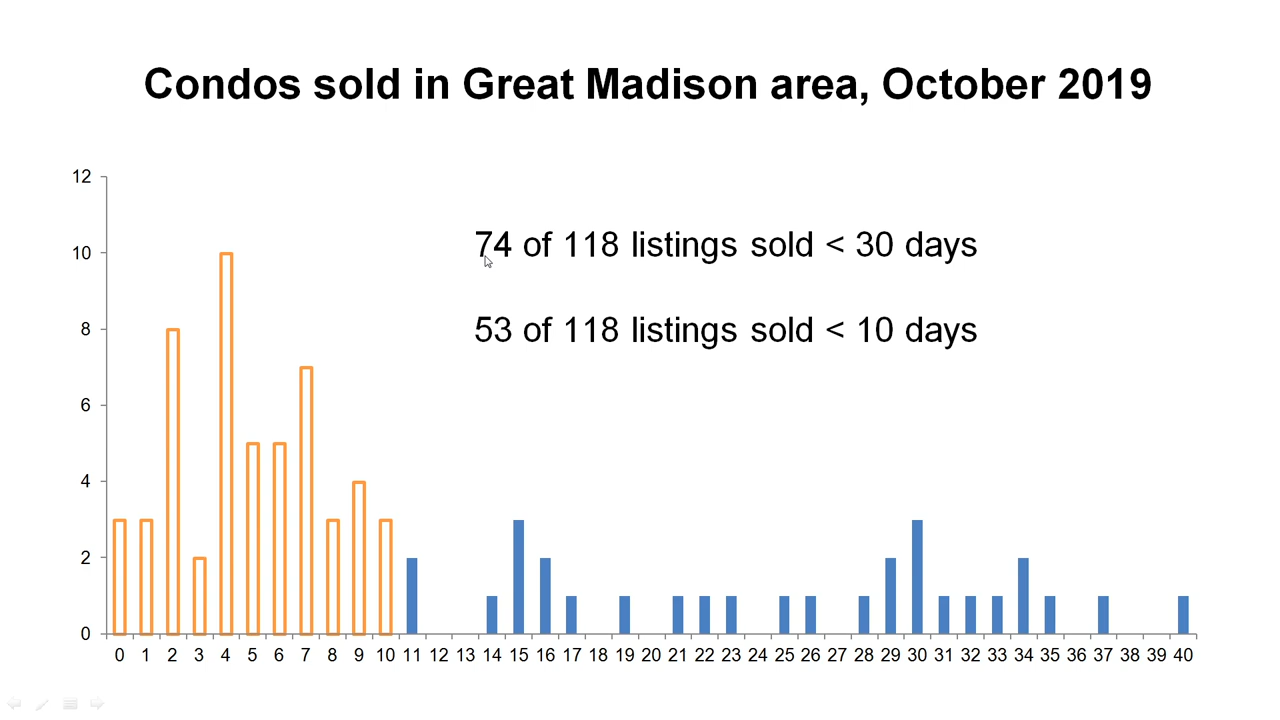 Condos sold in Great Madison area, October 2019
12
74 of 118 listings sold < 30 days
10
53 of 118 listings sold < 10 days
8
6
4
2
0
0 1 2 3 4 5 6 7 8 9 10 11 12 13 14 15 16 17 18 19 20 21 22 23 24 25 26 27 28 29 30 31 32 33 34 35 36 37 38 39 40